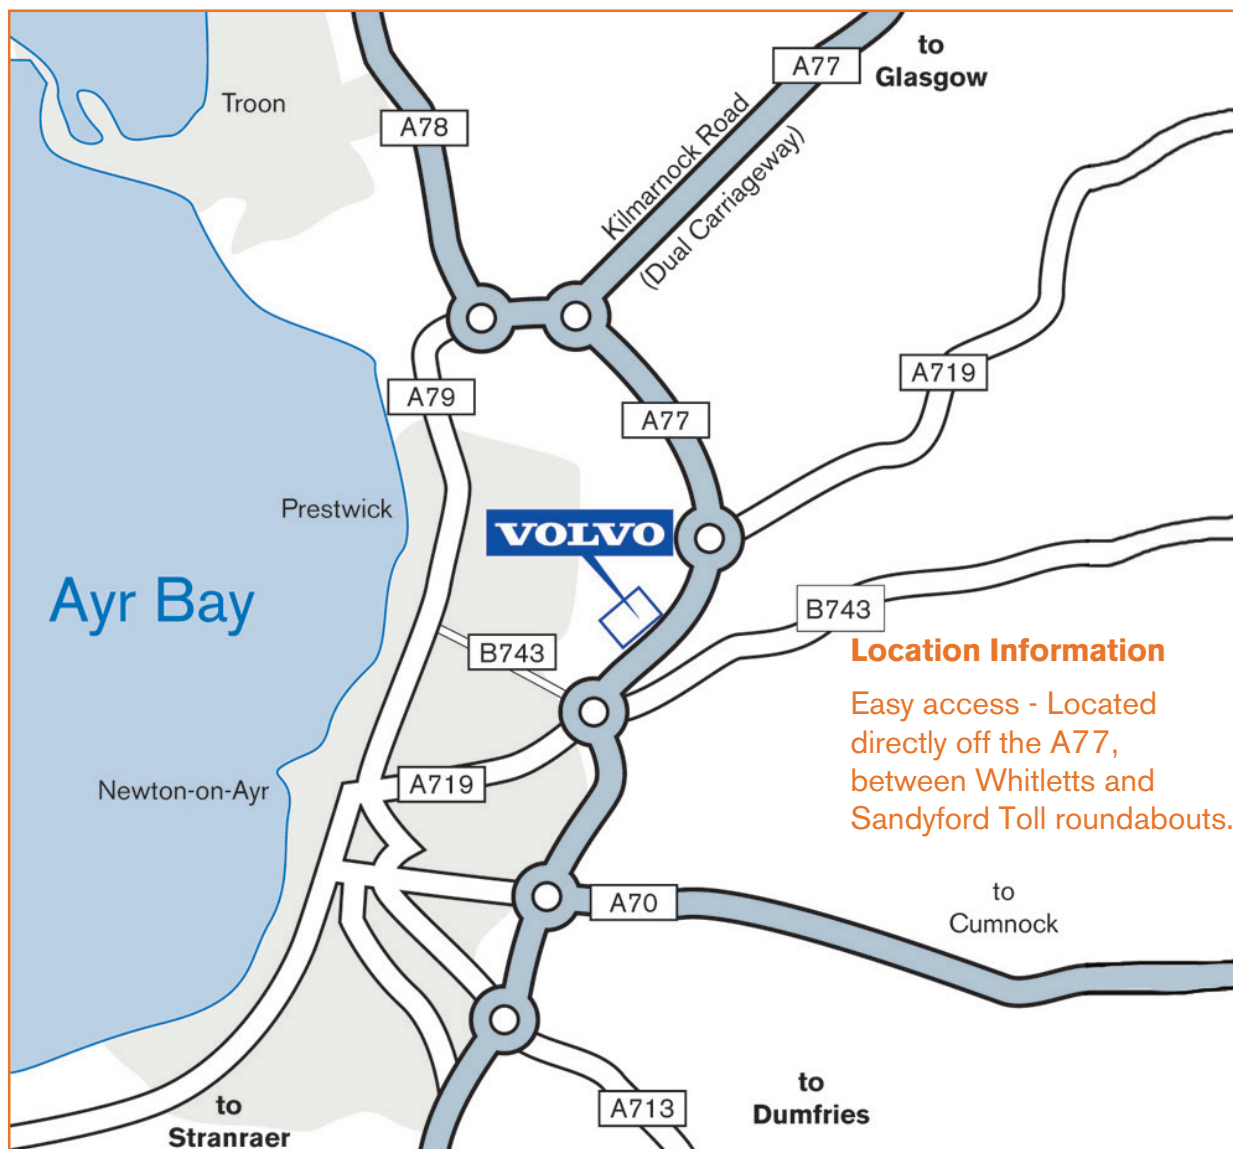 to
Glasgow
A77
Troon
A78
Kilmarnock Road
(Dual Carriageway)
A719
A79
A77
Prestwick
VOLVO
Ayr Bay
B743
B743
Location Information
Easy access - Located
directly off the A77,
between Whitletts and
Sandyford Toll roundabouts.
Newton-on-Ayr
A719
A70
to
Cumnock
to
Dumfries
A713
to
Stranraer